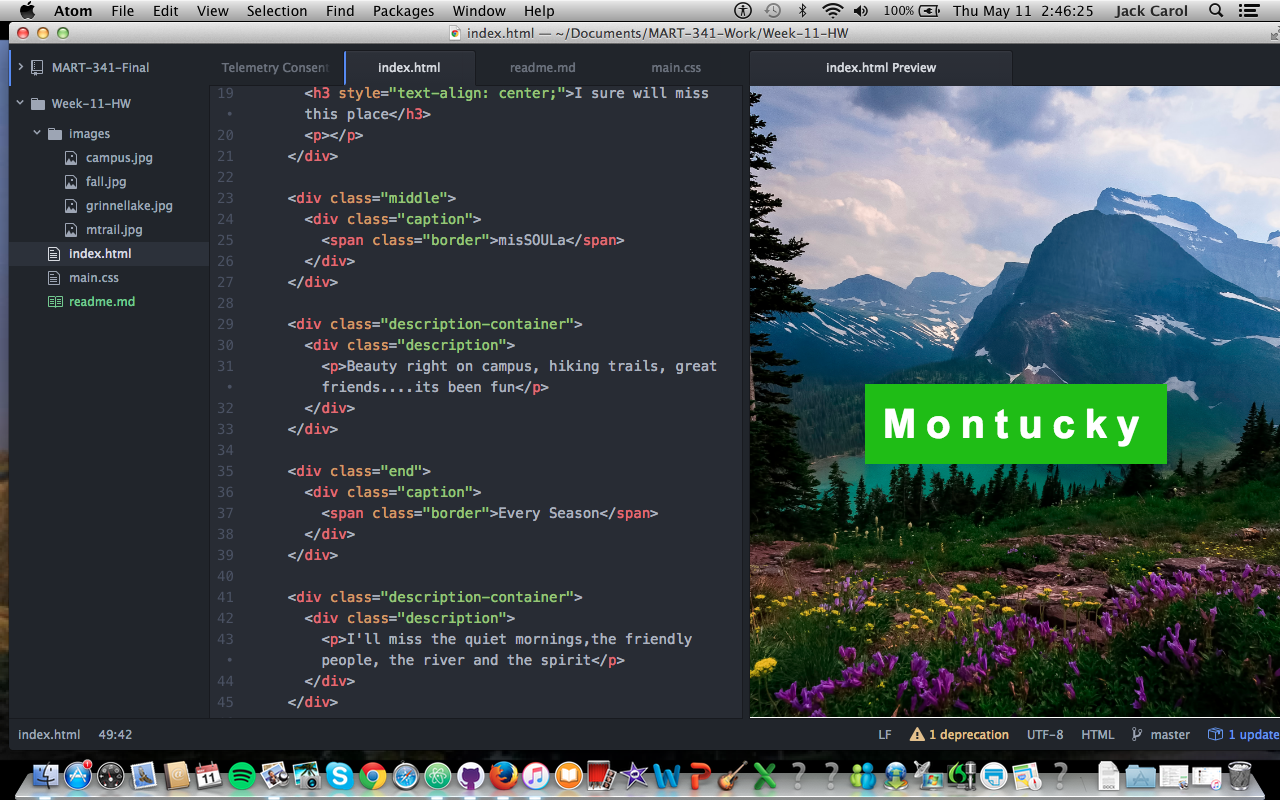 Atom File Edit View Selection Find Packages Window Help 100% Thu May 11 2:46:25 Jack Carol
index.html — ~/Documents/MART-341-Work/Week-11-HW
MART-341-Final
Week-11-HW
images
campus.jpg
fall.jpg
grinnellake.jpg
mtrail.jpg
index.html
main.css
readme.md
Telemetry Consent index.html readme.md main.css
19 <h3 style="text-align: center;">I sure will miss
• this place</h3>
20 <p></p>
21 </div>
22
23 <div class="middle">
24 <div class="caption">
25 <span class="border">misSOULa</span>
26 </div>
27 </div>
28
29 <div class="description-container">
30 <div class="description">
31 <p>Beauty right on campus, hiking trails, great
• friends....its been fun</p>
32 </div>
33 </div>
34
35 <div class="end">
36 <div class="caption">
37 <span class="border">Every Season</span>
38 </div>
39 </div>
40
41 <div class="description-container">
42 <div class="description">
43 <p>I'll miss the quiet mornings,the friendly
• people, the river and the spirit</p>
44 </div>
45 </div>
index.html Preview
Montucky
index.html 49:42 LF 1 deprecation UTF-8 HTML master 1 update
1
11
W P X
? ? ?
DOC